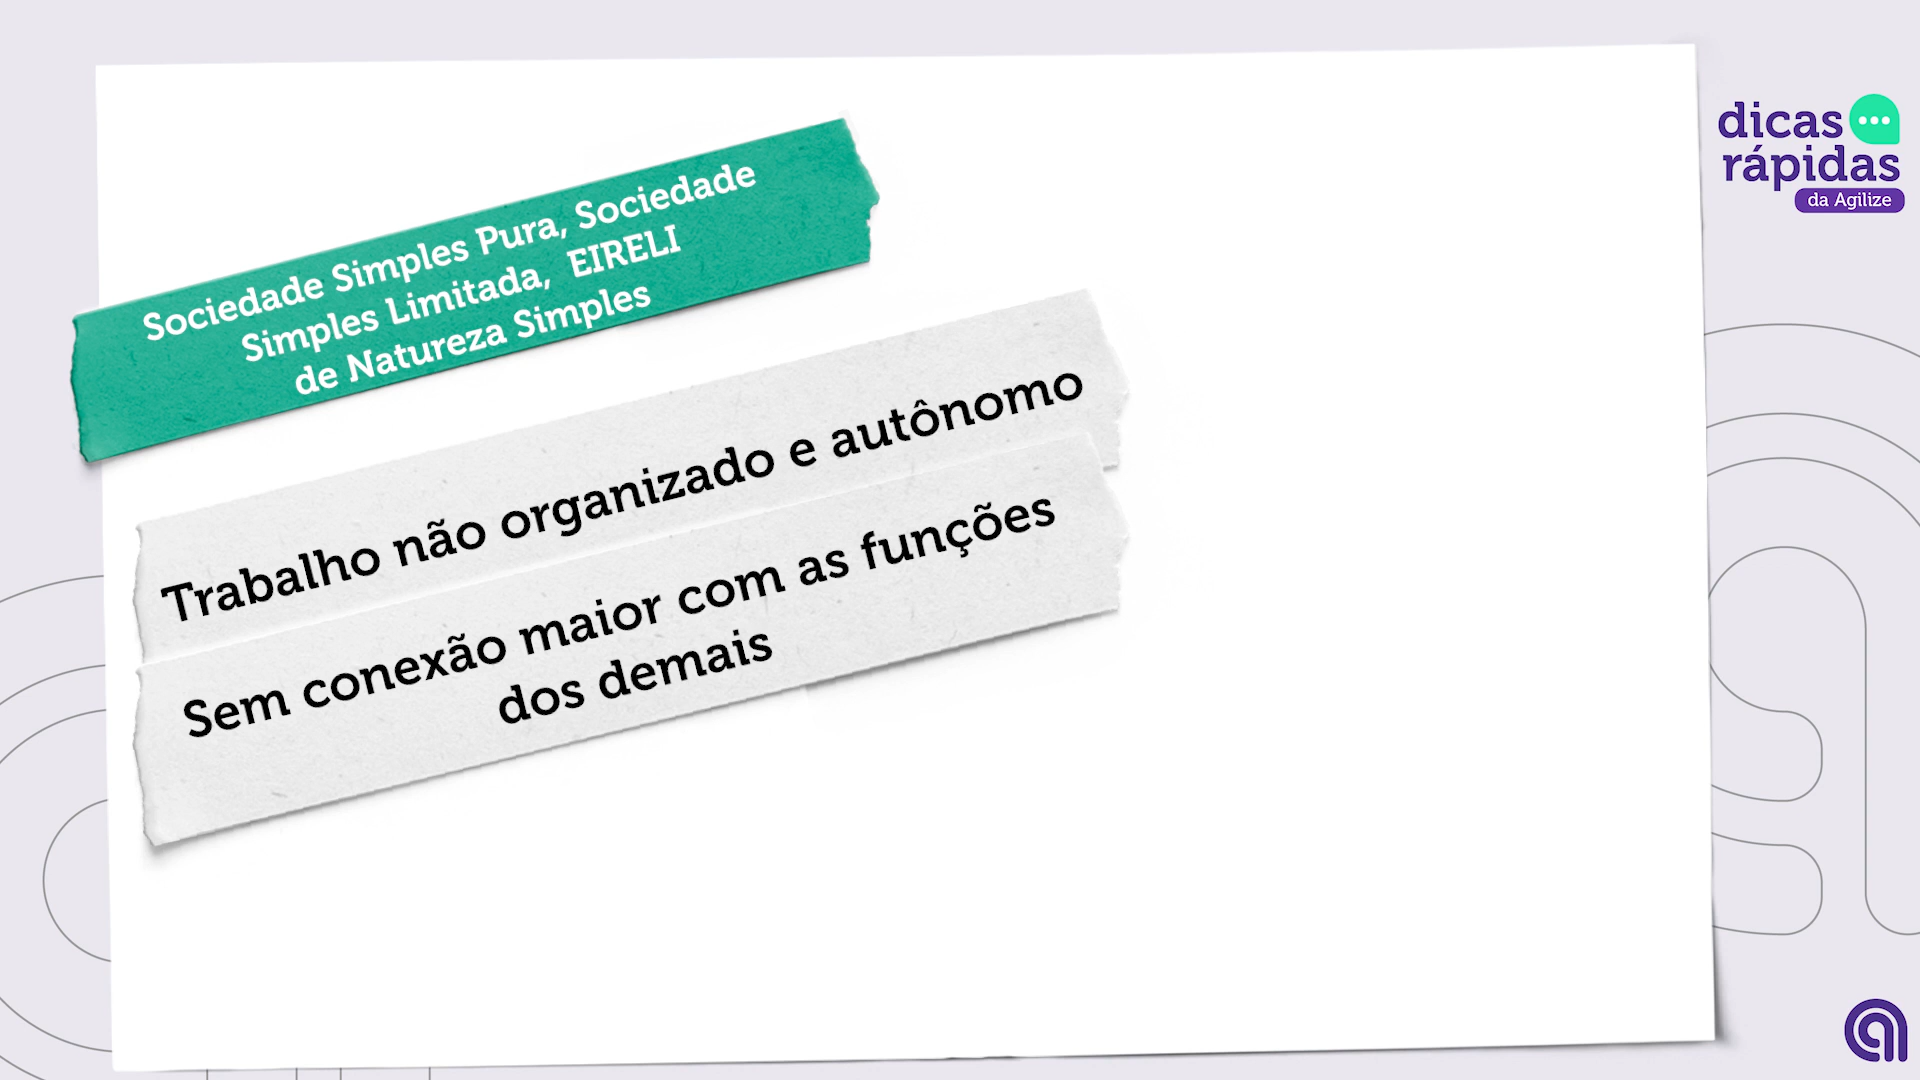 Sociedade Simples Pura, Sociedade
Simples Limitada, EIRELI
de Natureza Simples
Trabalho não organizado e autônomo
Sem conexão maior com as funções
dos demais
dicas
rápidas
da Agilize